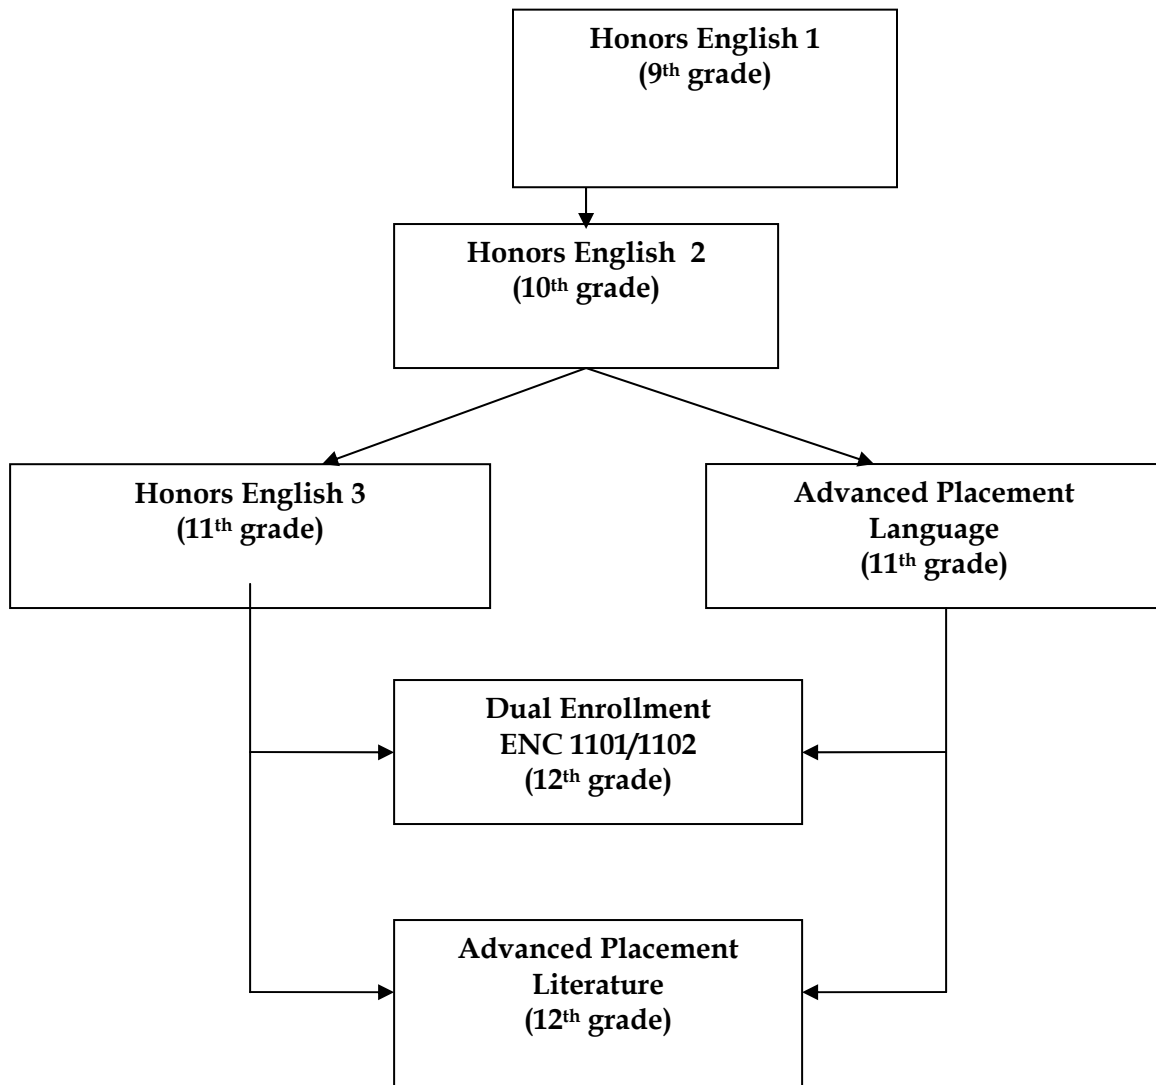 Honors English 1
(9th grade)
Honors English 2
(10th grade)
Honors English 3
(11th grade)
Advanced Placement
Language
(11th grade)
Dual Enrollment
ENC 1101/1102
(12th grade)
Advanced Placement
Literature
(12th grade)